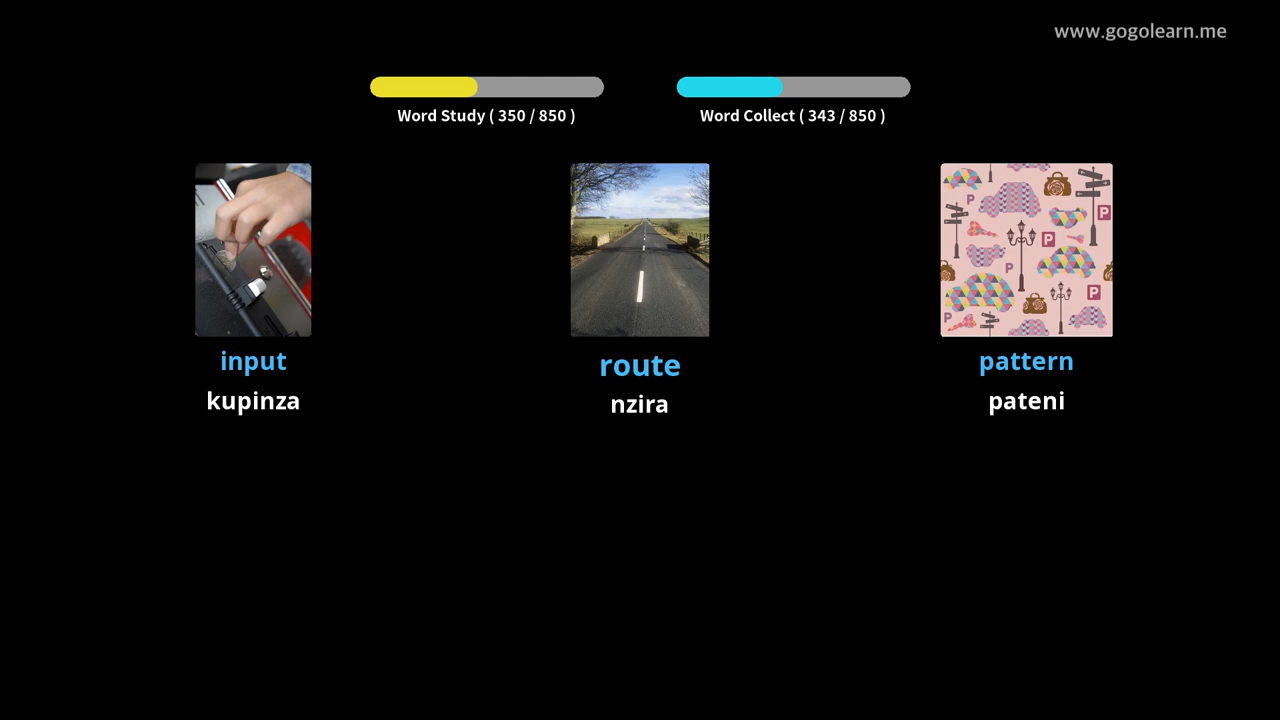 www.gogolearn.me
Word Study ( 350 / 850 )
Word Collect ( 343 / 850 )
input
route
pattern
kupinza
nzira
pateni